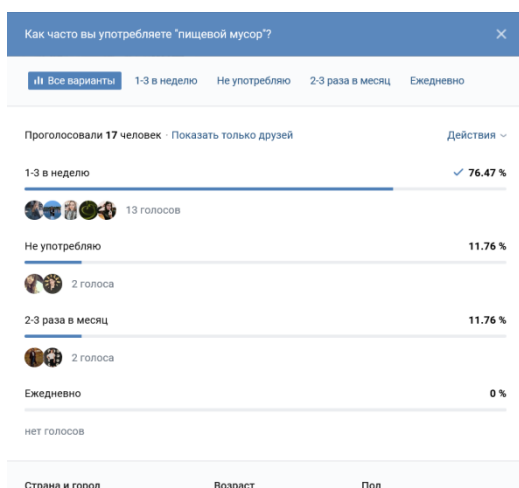 Как часто вы употребляете "пищевой мусор"?
Все варианты 1-3 в неделю Не употребляю 2-3 раза в месяц Ежедневно
Проголосовали 17 человек · Показать только друзей Действия
1-3 в неделю 76.47 %
13 голосов
Не употребляю 11.76 %
2 голоса
2-3 раза в месяц 11.76 %
2 голоса
Ежедневно 0 %
нет голосов
Страна и город Возраст Пол